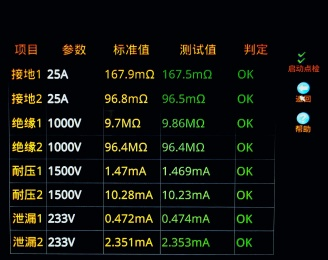 项目 参数 标准值 测试值 判定
接地1 25A 167.9mΩ 167.5mΩ OK
接地2 25A 96.8mΩ 96.5mΩ OK
绝缘1 1000V 9.7MΩ 9.86MΩ OK
绝缘2 1000V 96.4MΩ 96.4MΩ OK
耐压1 1500V 1.47mA 1.469mA OK
耐压2 1500V 10.28mA 10.23mA OK
泄漏1 233V 0.472mA 0.474mA OK
泄漏2 233V 2.351mA 2.353mA OK
启动点检
返回
帮助